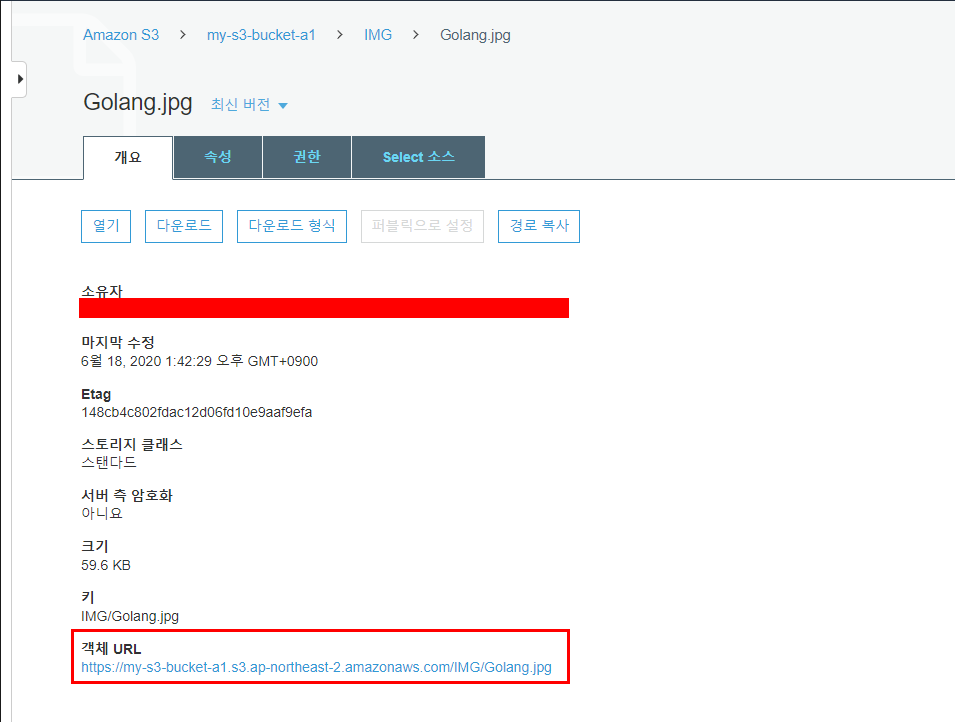 Amazon S3 > my-s3-bucket-a1 > IMG > Golang.jpg
Golang.jpg 최신 버전
개요 속성 권한 Select 소스
열기 다운로드 다운로드 형식 퍼블릭으로 설정 경로 복사
소유자
마지막 수정
6월 18, 2020 1:42:29 오후 GMT+0900
Etag
148cb4c802fdac12d06fd10e9aaf9efa
스토리지 클래스
스탠다드
서버 측 암호화
아니요
크기
59.6 KB
키
IMG/Golang.jpg
객체 URL
https://my-s3-bucket-a1.s3.ap-northeast-2.amazonaws.com/IMG/Golang.jpg